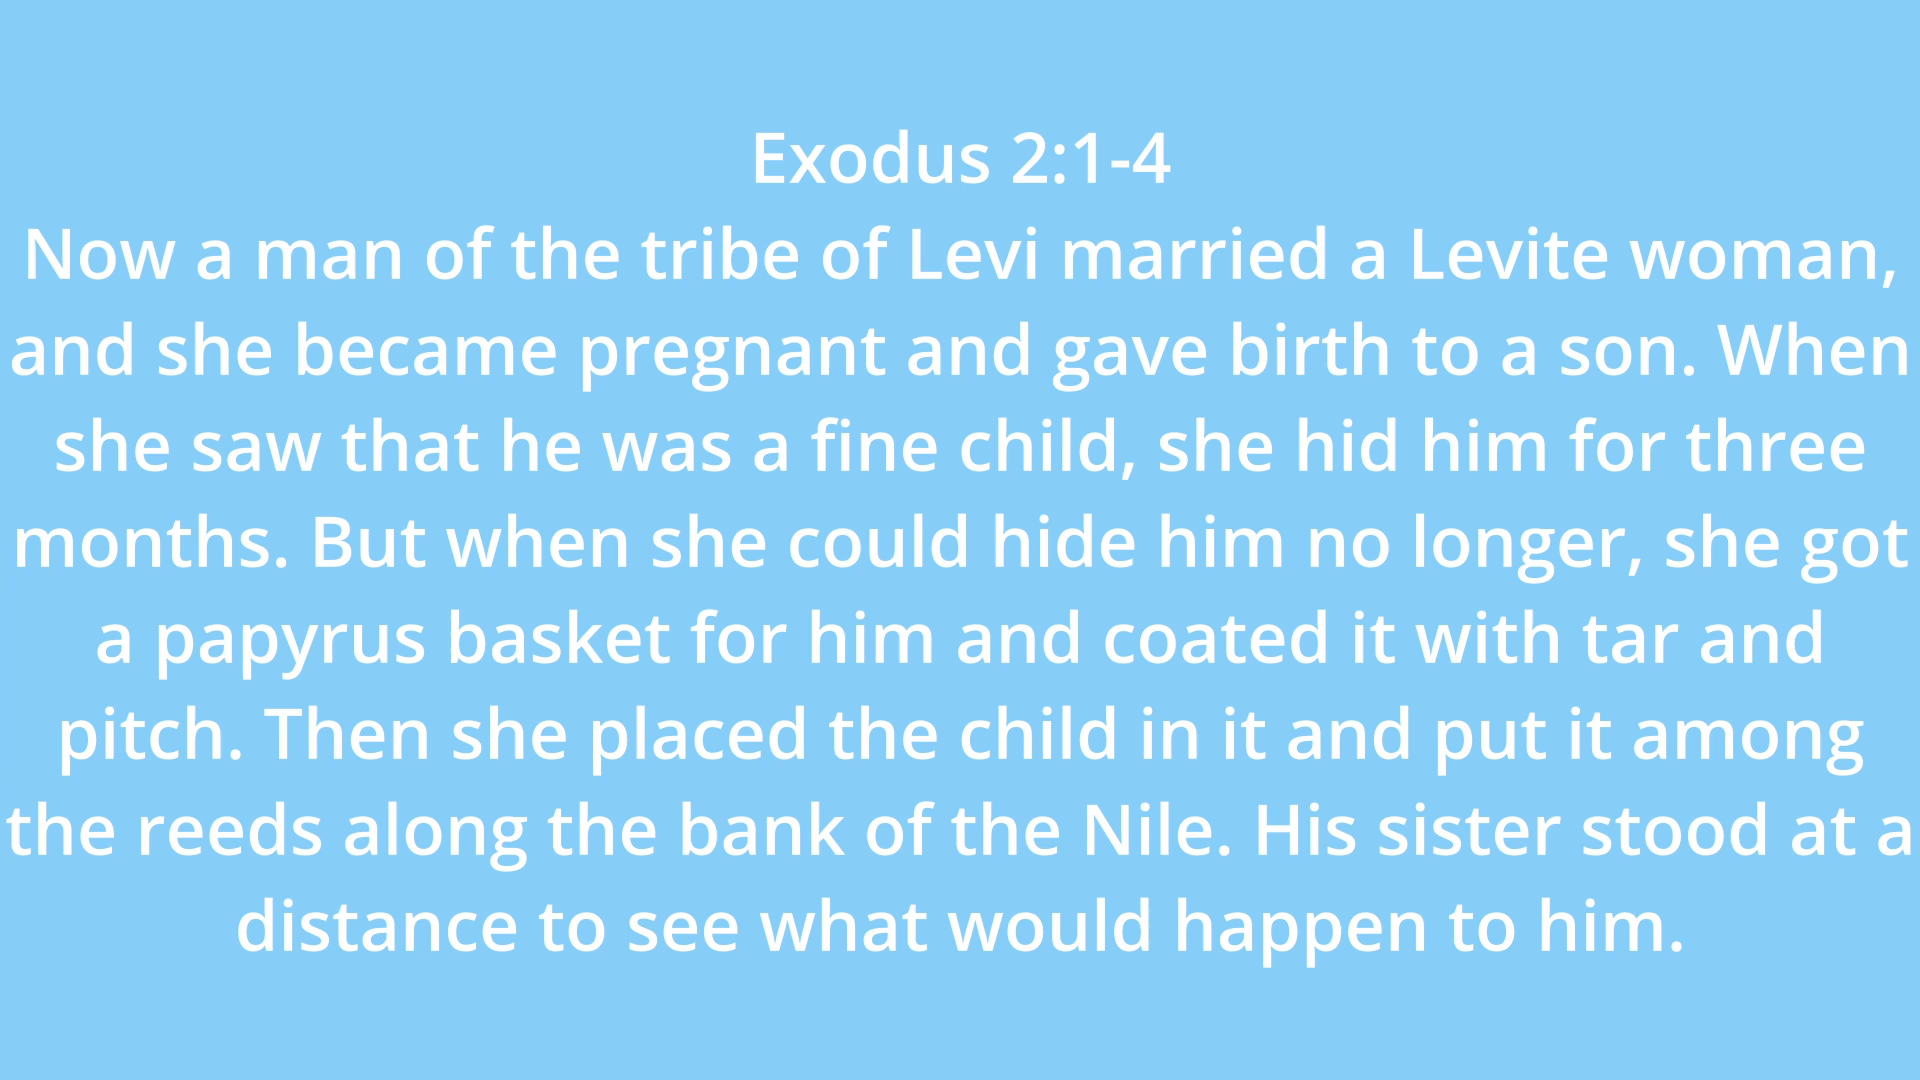 Exodus 2:1-4
Now a man of the tribe of Levi married a Levite woman,
and she became pregnant and gave birth to a son. When
she saw that he was a fine child, she hid him for three
months. But when she could hide him no longer, she got
a papyrus basket for him and coated it with tar and
pitch. Then she placed the child in it and put it among
the reeds along the bank of the Nile. His sister stood at a
distance to see what would happen to him.